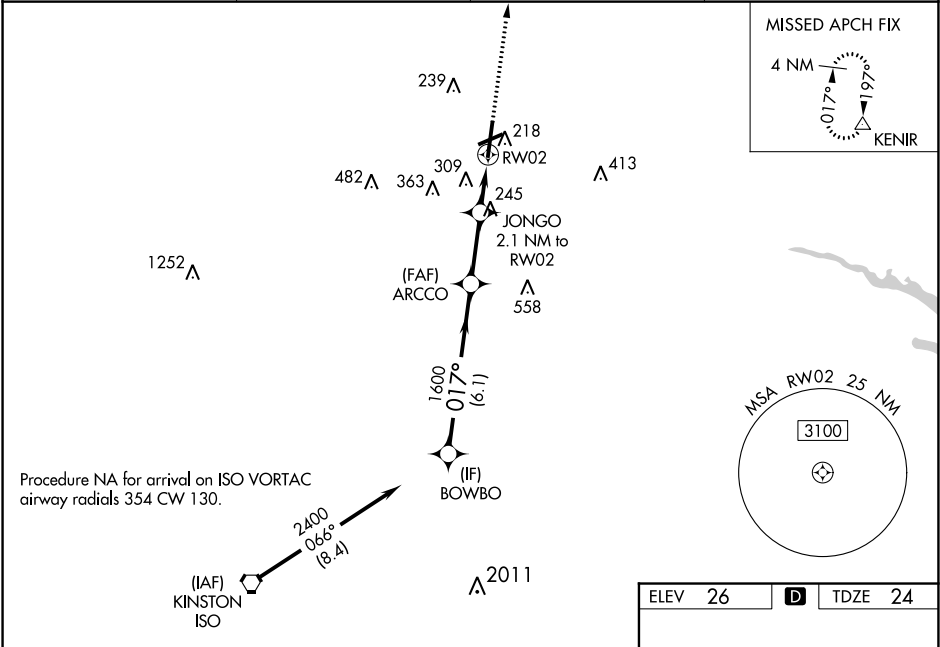 MISSED APCH FIX
4 NM
017°
197°
KENIR
239
218
RW02
482
363
309
413
245
JONGO
2.1 NM to
RW02
1252
(FAF)
ARCCO
558
1600
017°
(6.1)
MSA RW02 25 NM
3100
(IF)
BOWBO
Procedure NA for arrival on ISO VORTAC
airway radials 354 CW 130.
2400
066°
(8.4)
(IAF)
KINSTON
ISO
2011
ELEV 26 D TDZE 24